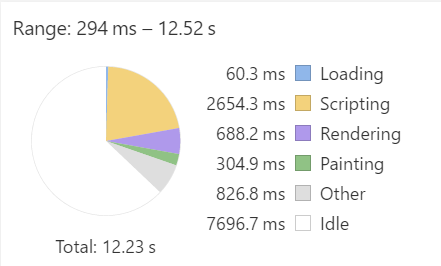 Range: 294 ms – 12.52 s
60.3 ms Loading
2654.3 ms Scripting
688.2 ms Rendering
304.9 ms Painting
826.8 ms Other
7696.7 ms Idle
Total: 12.23 s